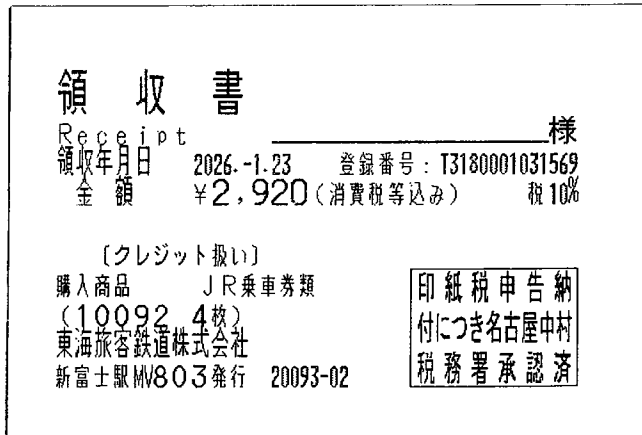 領収書
Receipt 様
領収年月日 2026.-1.23 登録番号:T3180001031569
金額 ¥2,920(消費税等込み) 税10%
〔クレジット扱い〕
購入商品 JR乗車券類
(10092 4枚)
東海旅客鉄道株式会社
新富士駅MV803発行 20093-02
印紙税申告納
付につき名古屋中村
税務署承認済